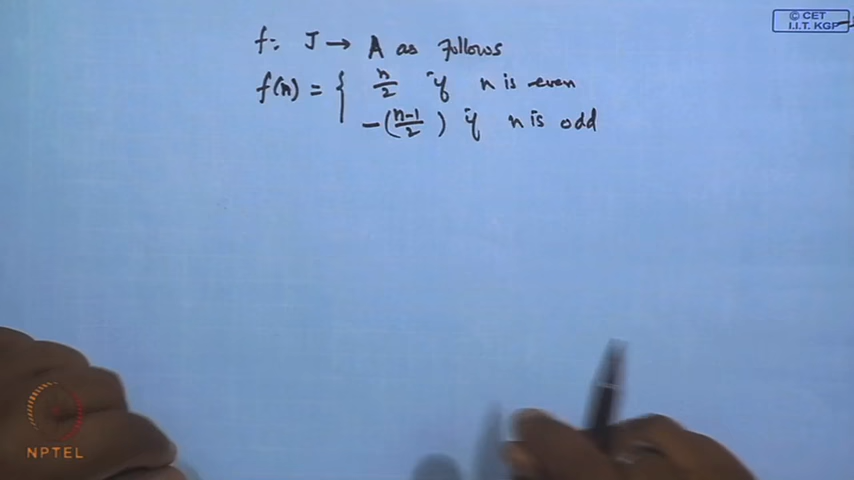 © CET
I.I.T. KGP
f: J → A as follows
f(n) = { n/2 if n is even
-(n-1/2) if n is odd
NPTEL